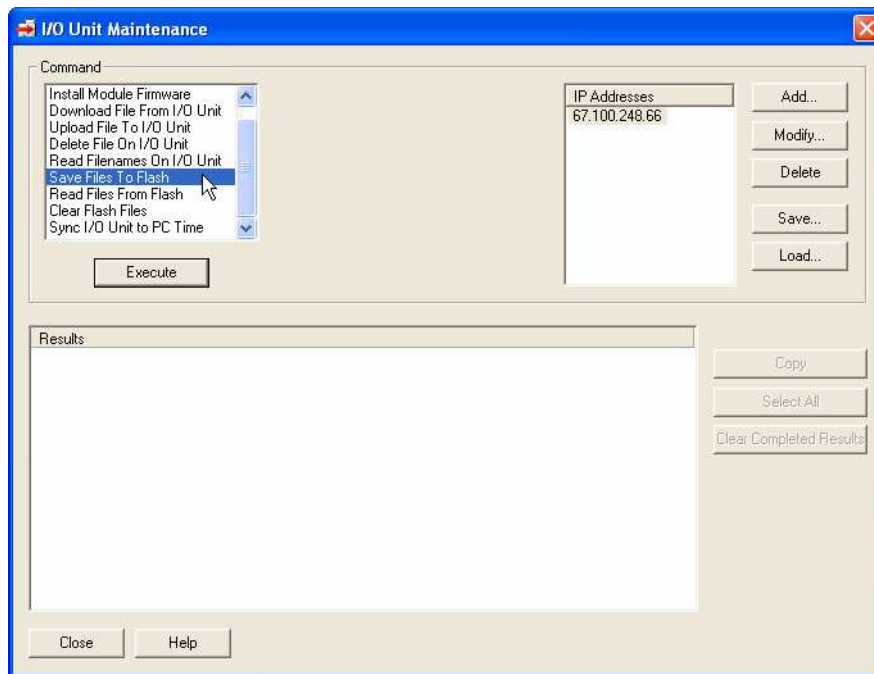 I/O Unit Maintenance
Command
Install Module Firmware
Download File From I/O Unit
Upload File To I/O Unit
Delete File On I/O Unit
Read Filenames On I/O Unit
Save Files To Flash
Read Files From Flash
Clear Flash Files
Sync I/O Unit to PC Time
Execute
IP Addresses
67.100.248.66
Add...
Modify...
Delete
Save...
Load...
Results
Copy
Select All
Clear Completed Results
Close
Help